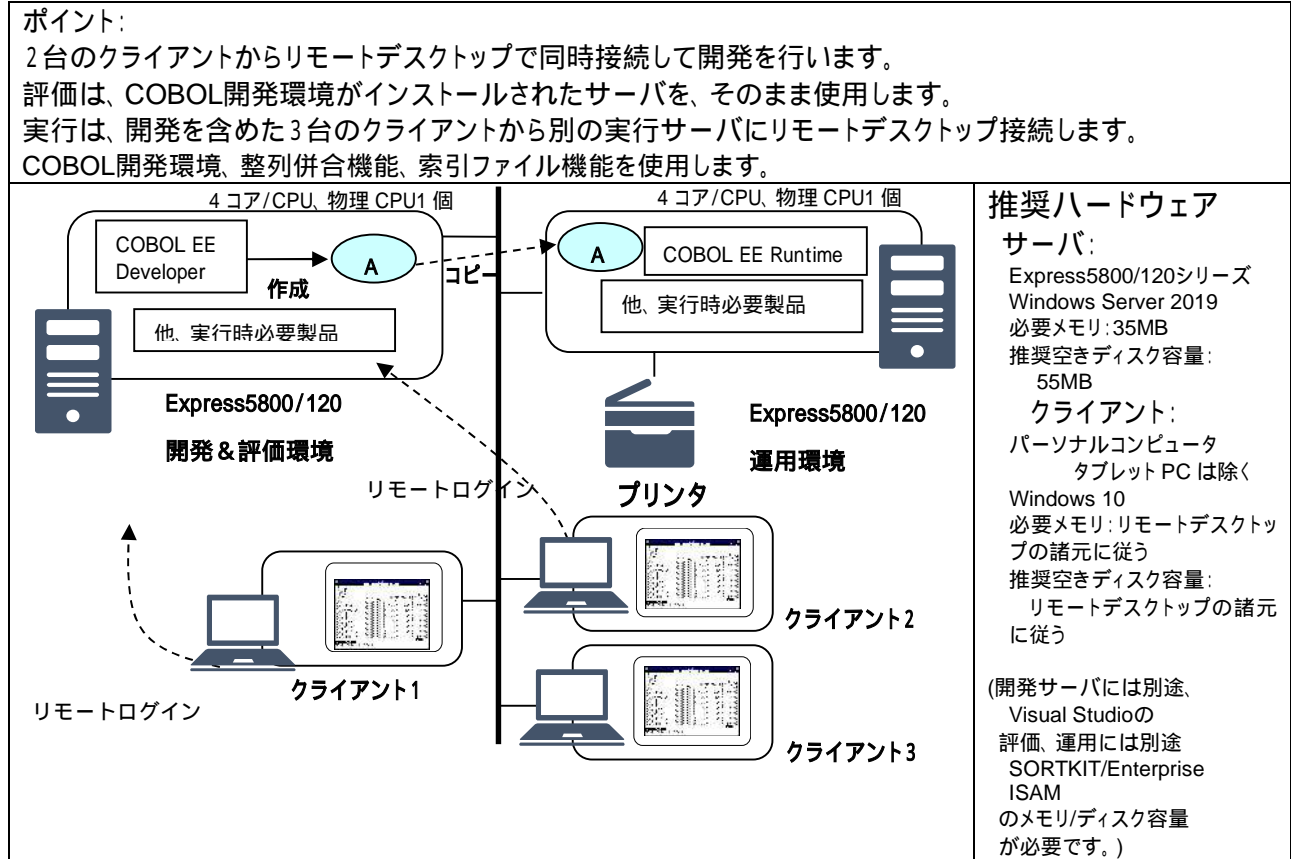 ポイント：
２台のクライアントからリモートデスクトップで同時接続して開発を行います。
評価は、COBOL開発環境がインストールされたサーバを、そのまま使用します。
実行は、開発を含めた３台のクライアントから別の実行サーバにリモートデスクトップ接続します。
COBOL開発環境、整列併合機能、索引ファイル機能を使用します。
4 コア/CPU、物理 CPU1 個
COBOL EE
Developer
作成
A
コピー
他、実行時必要製品
Express5800/120
開発＆評価環境
4 コア/CPU、物理 CPU1 個
A
COBOL EE Runtime
他、実行時必要製品
Express5800/120
運用環境
プリンタ
リモートログイン
クライアント1
リモートログイン
クライアント2
クライアント3
推奨ハードウェア
サーバ：
Express5800/120シリーズ
Windows Server 2019
必要メモリ：35MB
推奨空きディスク容量：
55MB
クライアント：
パーソナルコンピュータ
タブレット PC は除く
Windows 10
必要メモリ：リモートデスクトッ
プの諸元に従う
推奨空きディスク容量：
リモートデスクトップの諸元
に従う
(開発サーバには別途、
Visual Studioの
評価、運用には別途
SORTKIT/Enterprise
ISAM
のメモリ/ディスク容量
が必要です。)